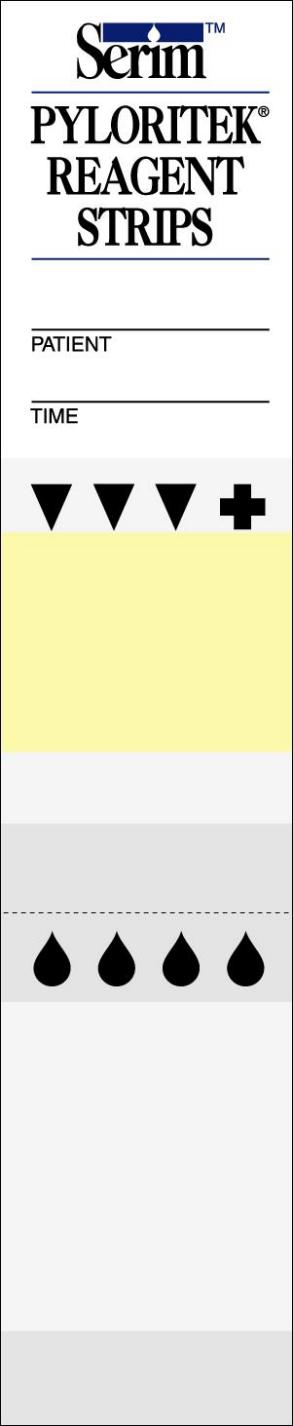 Serim™
PYLORITEK®
REAGENT
STRIPS
PATIENT
TIME